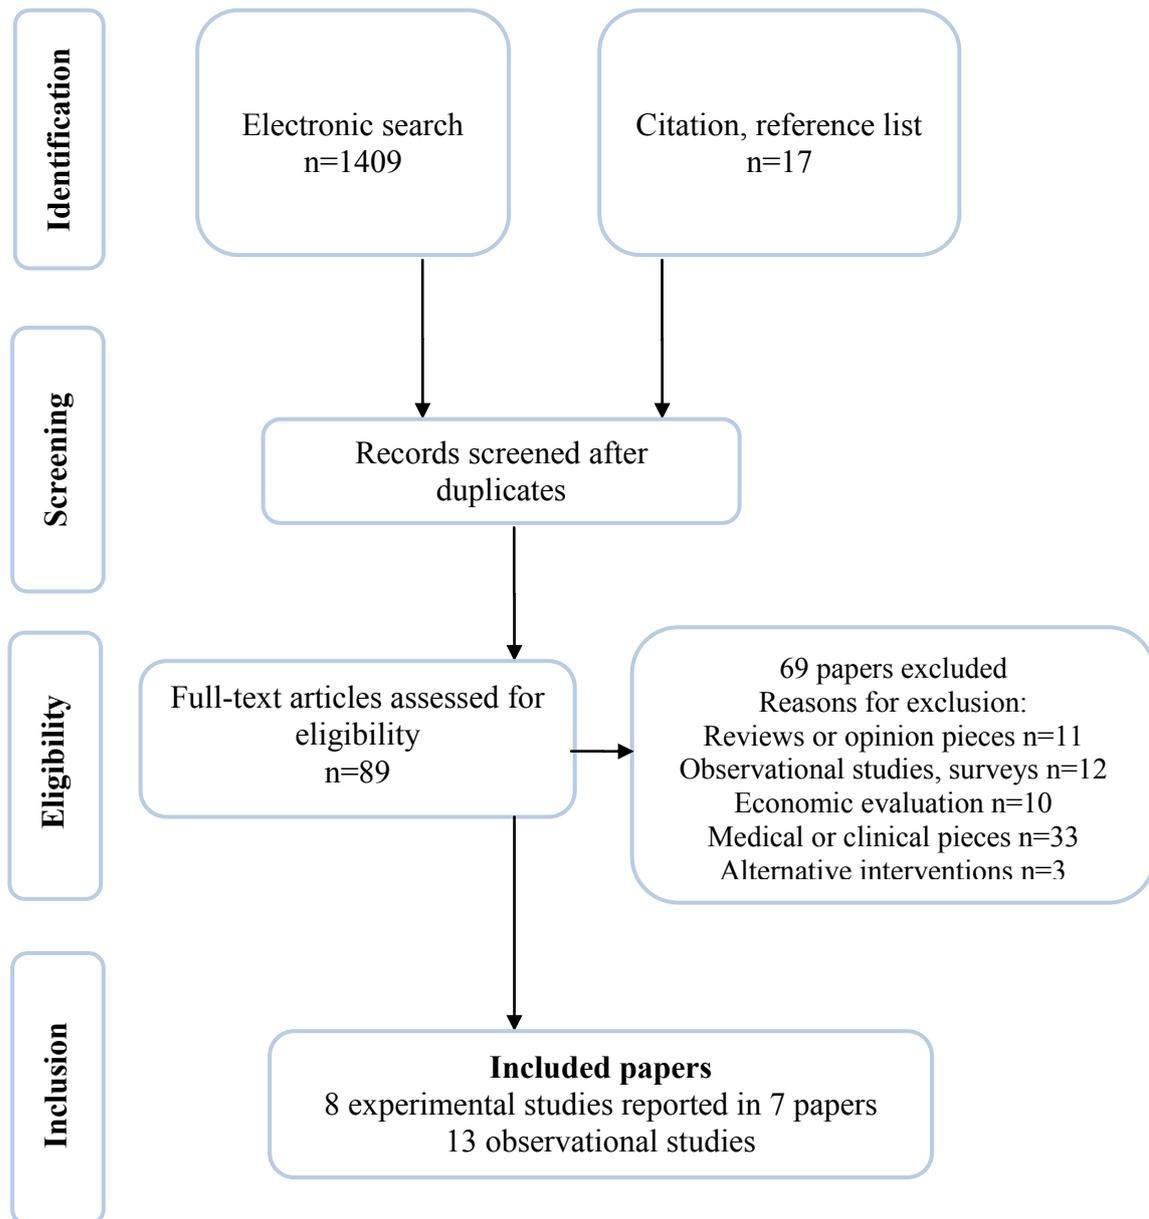 Identification
Electronic search
n=1409
Citation, reference list
n=17
Screening
Records screened after
duplicates
Eligibility
Full-text articles assessed for
eligibility
n=89
69 papers excluded
Reasons for exclusion:
Reviews or opinion pieces n=11
Observational studies, surveys n=12
Economic evaluation n=10
Medical or clinical pieces n=33
Alternative interventions n=3
Inclusion
Included papers
8 experimental studies reported in 7 papers
13 observational studies